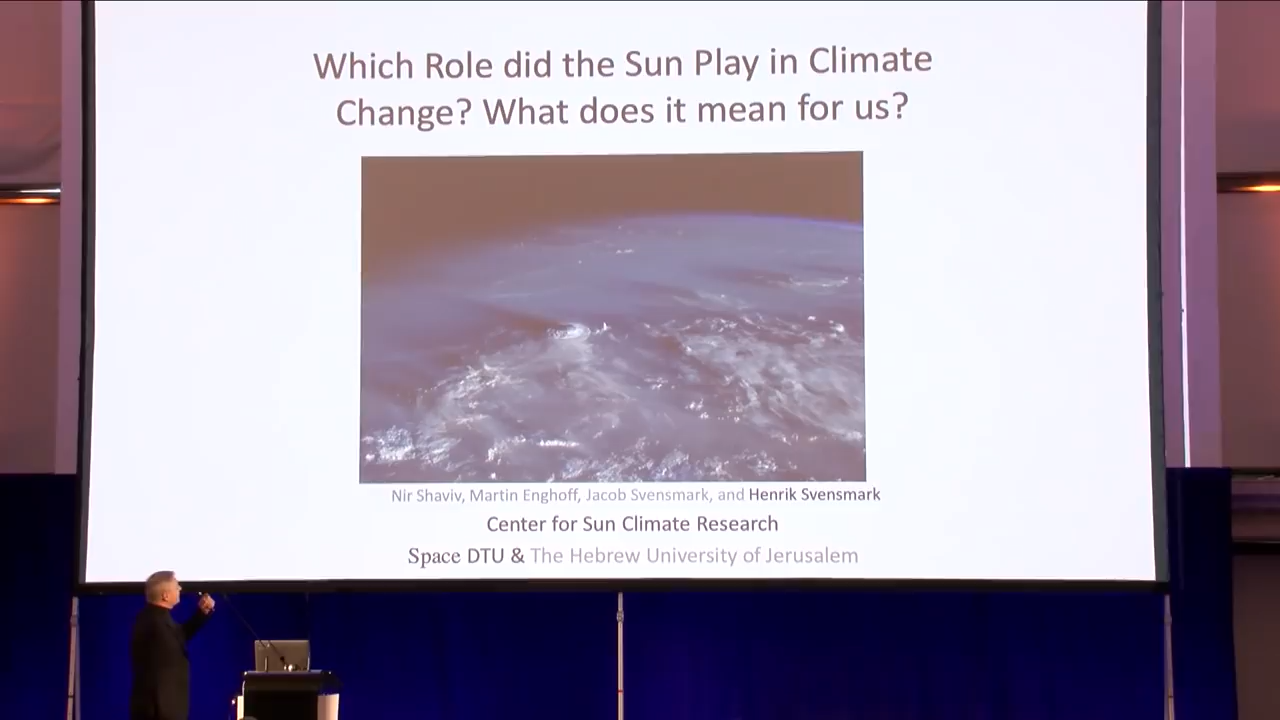 Which Role did the Sun Play in Climate
Change? What does it mean for us?
Nir Shaviv, Martin Enghoff, Jacob Svensmark, and Henrik Svensmark
Center for Sun Climate Research
Space DTU & The Hebrew University of Jerusalem